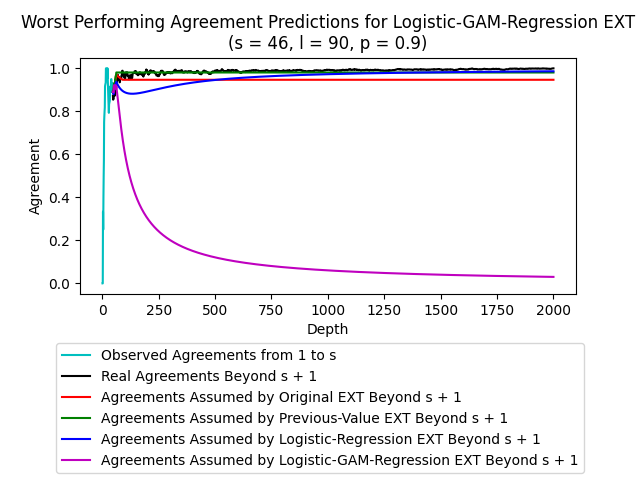 Worst Performing Agreement Predictions for Logistic-GAM-Regression EXT
(s = 46, l = 90, p = 0.9)
1.0
0.8
0.6
0.4
0.2
0.0
Agreement
0 250 500 750 1000 1250 1500 1750 2000
Depth
Observed Agreements from 1 to s
Real Agreements Beyond s + 1
Agreements Assumed by Original EXT Beyond s + 1
Agreements Assumed by Previous-Value EXT Beyond s + 1
Agreements Assumed by Logistic-Regression EXT Beyond s + 1
Agreements Assumed by Logistic-GAM-Regression EXT Beyond s + 1